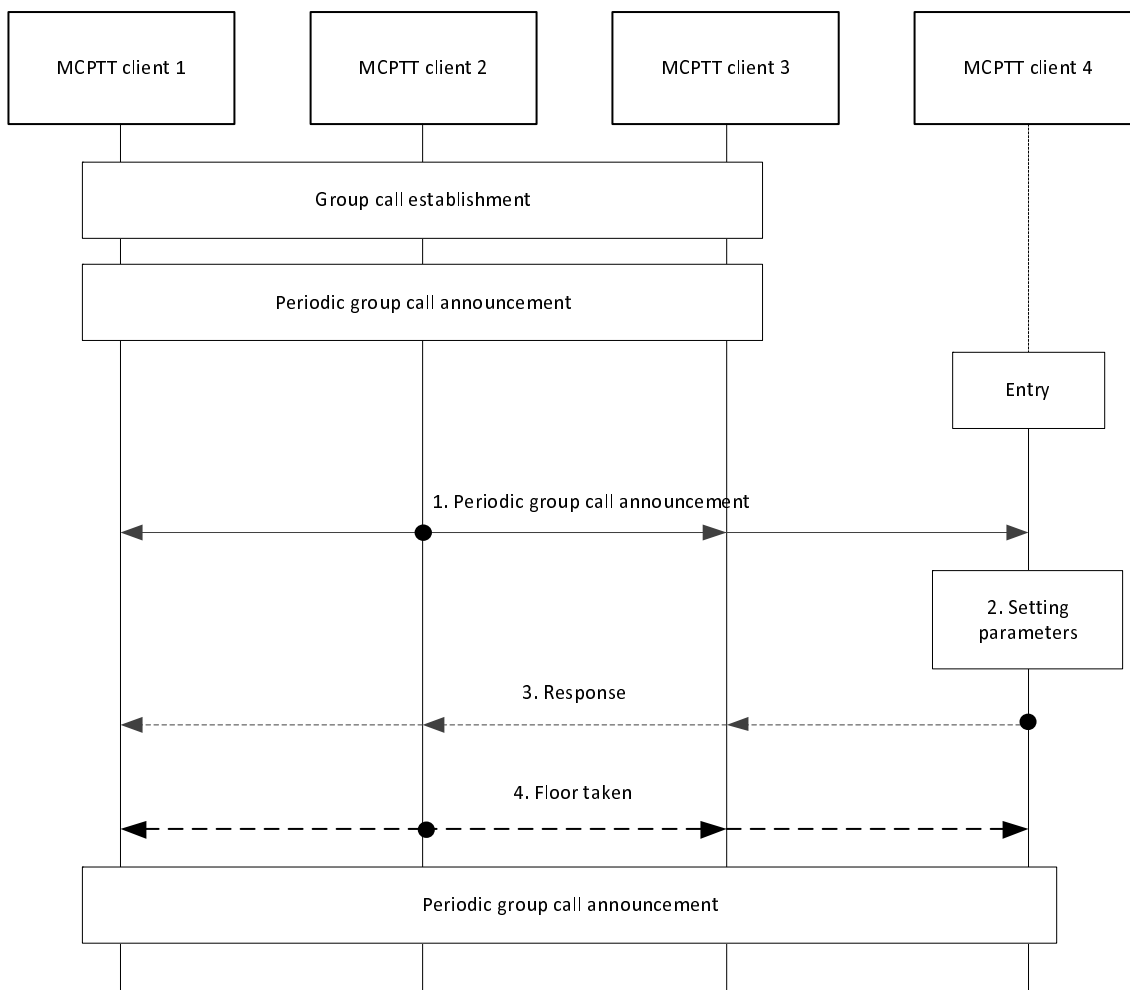 MCPTT client 1
MCPTT client 2
MCPTT client 3
MCPTT client 4
Group call establishment
Periodic group call announcement
Entry
1. Periodic group call announcement
2. Setting
parameters
3. Response
4. Floor taken
Periodic group call announcement